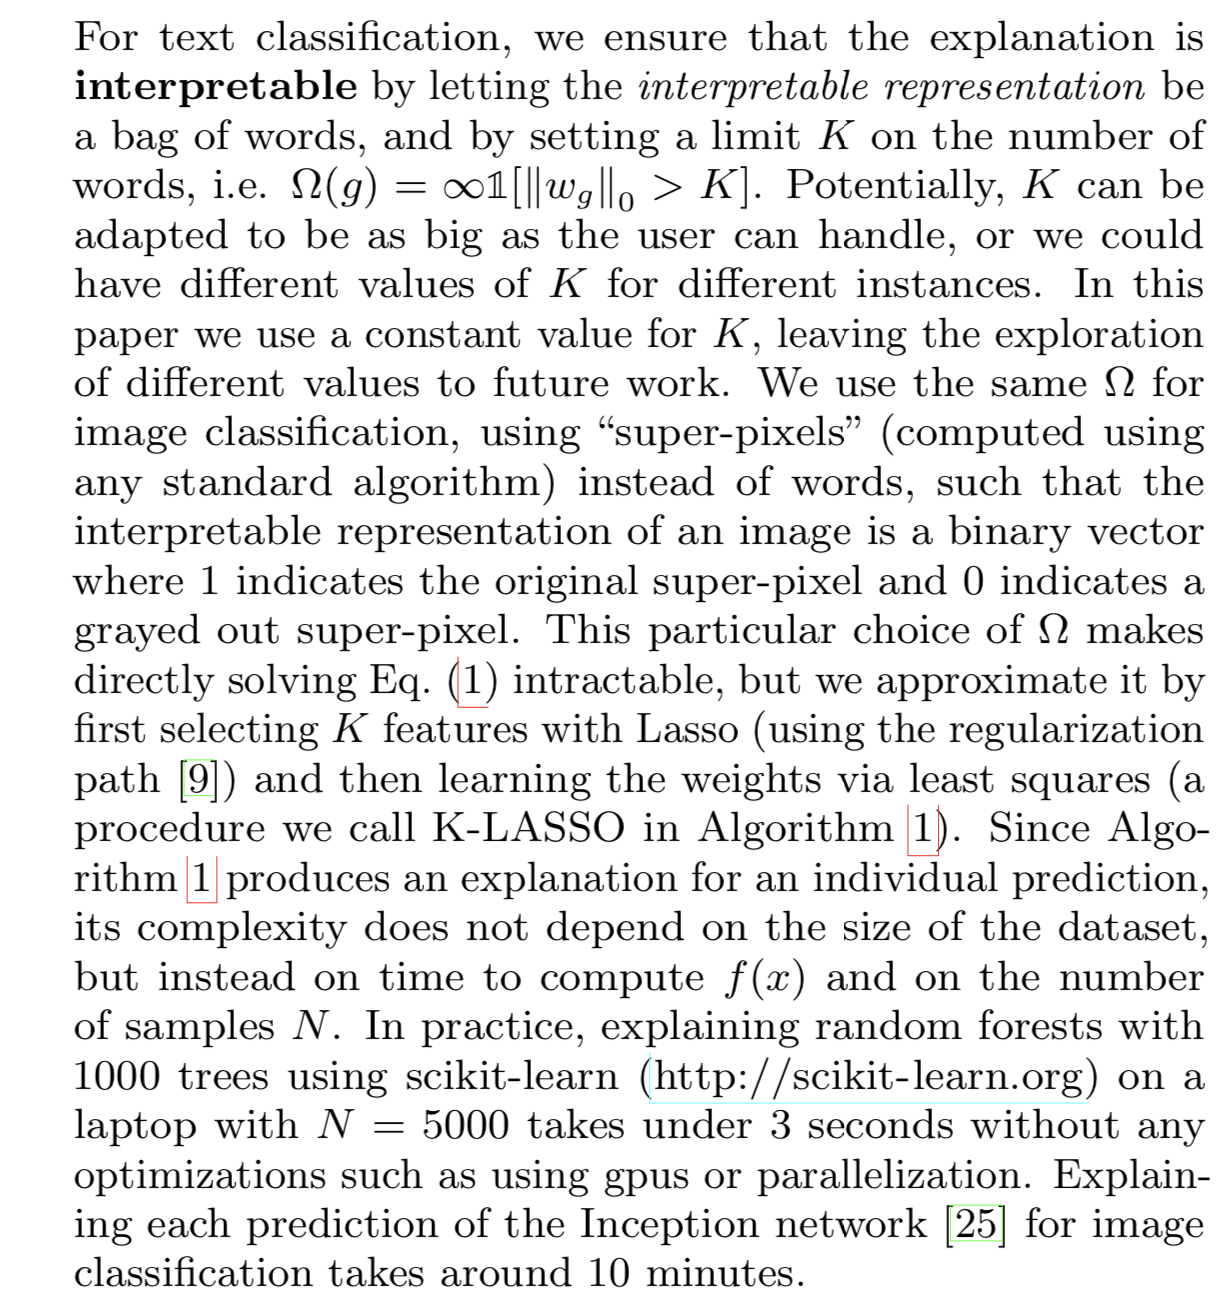 For text classification, we ensure that the explanation is
interpretable by letting the interpretable representation be
a bag of words, and by setting a limit K on the number of
words, i.e. Ω(g) = ∞𝟙[‖w_g‖₀ > K]. Potentially, K can be
adapted to be as big as the user can handle, or we could
have different values of K for different instances. In this
paper we use a constant value for K, leaving the exploration
of different values to future work. We use the same Ω for
image classification, using “super-pixels” (computed using
any standard algorithm) instead of words, such that the
interpretable representation of an image is a binary vector
where 1 indicates the original super-pixel and 0 indicates a
grayed out super-pixel. This particular choice of Ω makes
directly solving Eq. (1) intractable, but we approximate it by
first selecting K features with Lasso (using the regularization
path [9]) and then learning the weights via least squares (a
procedure we call K-LASSO in Algorithm 1). Since Algo-
rithm 1 produces an explanation for an individual prediction,
its complexity does not depend on the size of the dataset,
but instead on time to compute f(x) and on the number
of samples N. In practice, explaining random forests with
1000 trees using scikit-learn (http://scikit-learn.org) on a
laptop with N = 5000 takes under 3 seconds without any
optimizations such as using gpus or parallelization. Explain-
ing each prediction of the Inception network [25] for image
classification takes around 10 minutes.